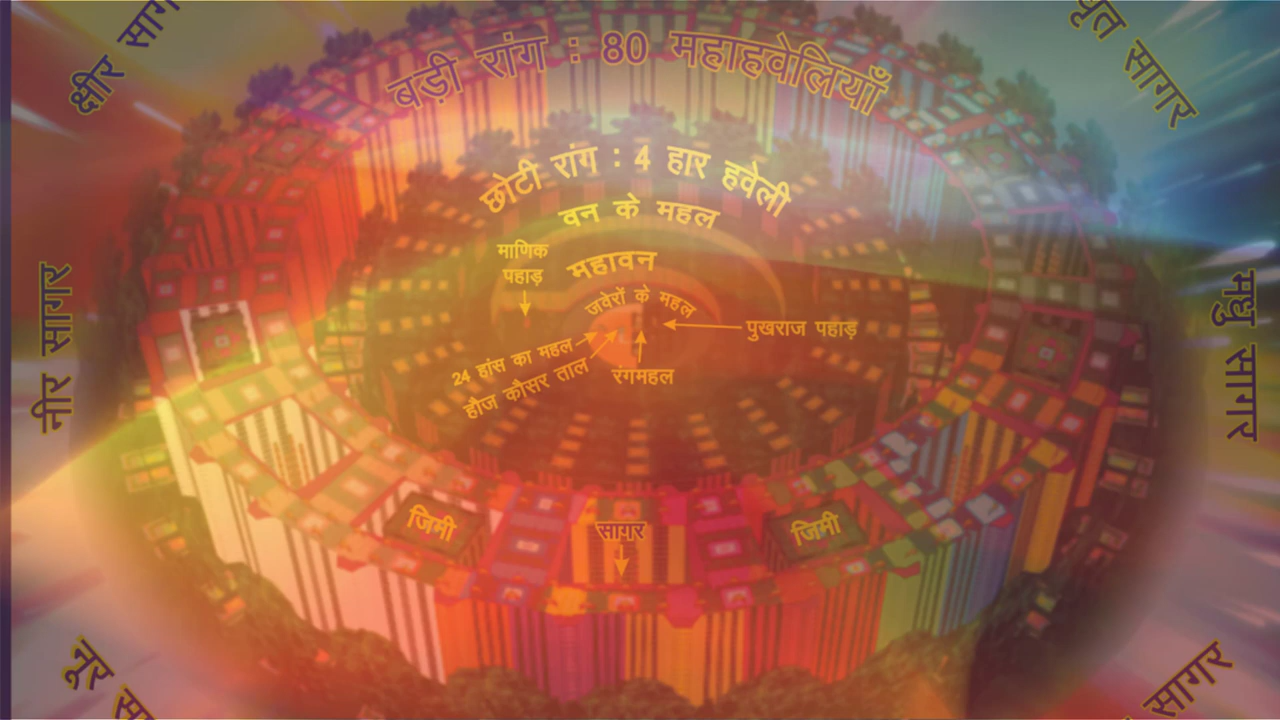 क्षीर साग
घृत सागर
बड़ी रांग : 80 महाहवेलियाँ
छोटी रांग : 4 हार हवेली
वन के महल
माणिक
पहाड़
महावन
जवेरों के महल
पुखराज पहाड़
24 हांस का महल
हौज कौसर ताल
रंगमहल
नीर सागर
मधु सागर
जिमी
सागर
जिमी
नूर स
सागर